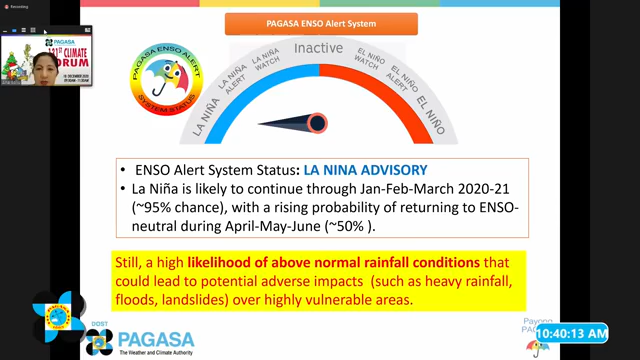 Recording
PAGASA
121ST CLIMATE
FORUM
PAGASA ENSO Alert System
PAGASA ENSO ALERT
SYSTEM STATUS
LA NIÑA
LA NIÑA
ALERT
LA NIÑA
WATCH
Inactive
EL NIÑO
WATCH
EL NIÑO
ALERT
EL NIÑO
• ENSO Alert System Status: LA NINA ADVISORY
• La Niña is likely to continue through Jan-Feb-March 2020-21
(~95% chance), with a rising probability of returning to ENSO-
neutral during April-May-June (~50% ).
Still, a high likelihood of above normal rainfall conditions that
could lead to potential adverse impacts (such as heavy rainfall,
floods, landslides) over highly vulnerable areas.
DOST
PAGASA
The Weather and Climate Authority
Payong
10:40:13 AM